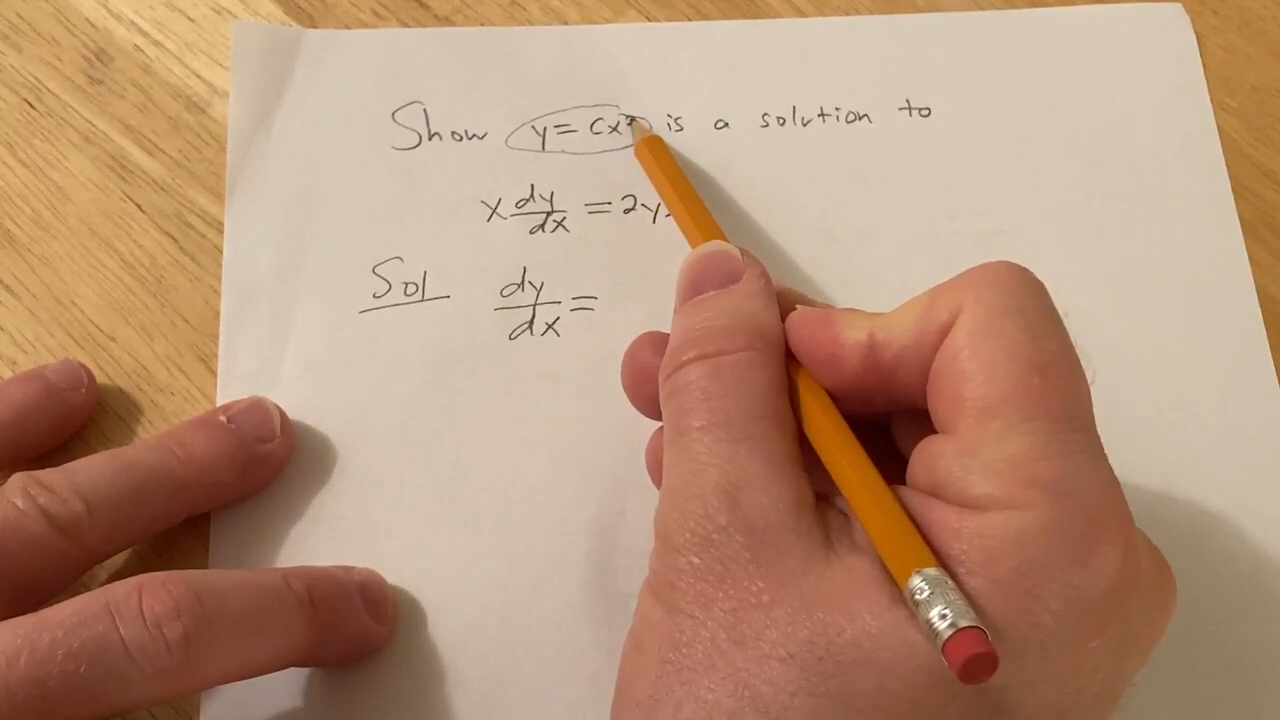 Show y = Cx² is a solution to
x dy/dx = 2y.
Sol dy/dx =